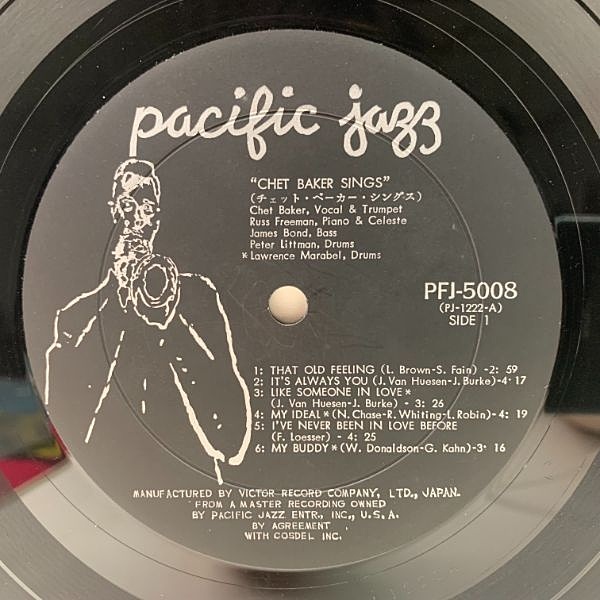 pacific jazz
"CHET BAKER SINGS"
(チェット・ベーカー・シングス)
Chet Baker, Vocal & Trumpet
Russ Freeman, Piano & Celeste
James Bond, Bass
Peter Littman, Drums
* Lawrence Marabel, Drums
PFJ-5008
(PJ-1222-A)
SIDE 1
1: THAT OLD FEELING (L. Brown-S. Fain) -2: 59
2: IT'S ALWAYS YOU (J. Van Huesen-J. Burke)-4: 17
3: LIKE SOMEONE IN LOVE *
(J. Van Huesen-J. Burke) - 3: 26
4: MY IDEAL * (N. Chase-R. Whiting-L. Robin)- 4: 19
5: I'VE NEVER BEEN IN LOVE BEFORE
(F. Loesser) - 4: 25
6: MY BUDDY * (W. Donaldson-G. Kahn)-3: 16
MANUFACTURED BY VICTOR RECORD COMPANY, LTD., JAPAN.
FROM A MASTER RECORDING OWNED
BY PACIFIC JAZZ ENTR., INC., U.S.A.
BY AGREEMENT
WITH COSDEL INC.